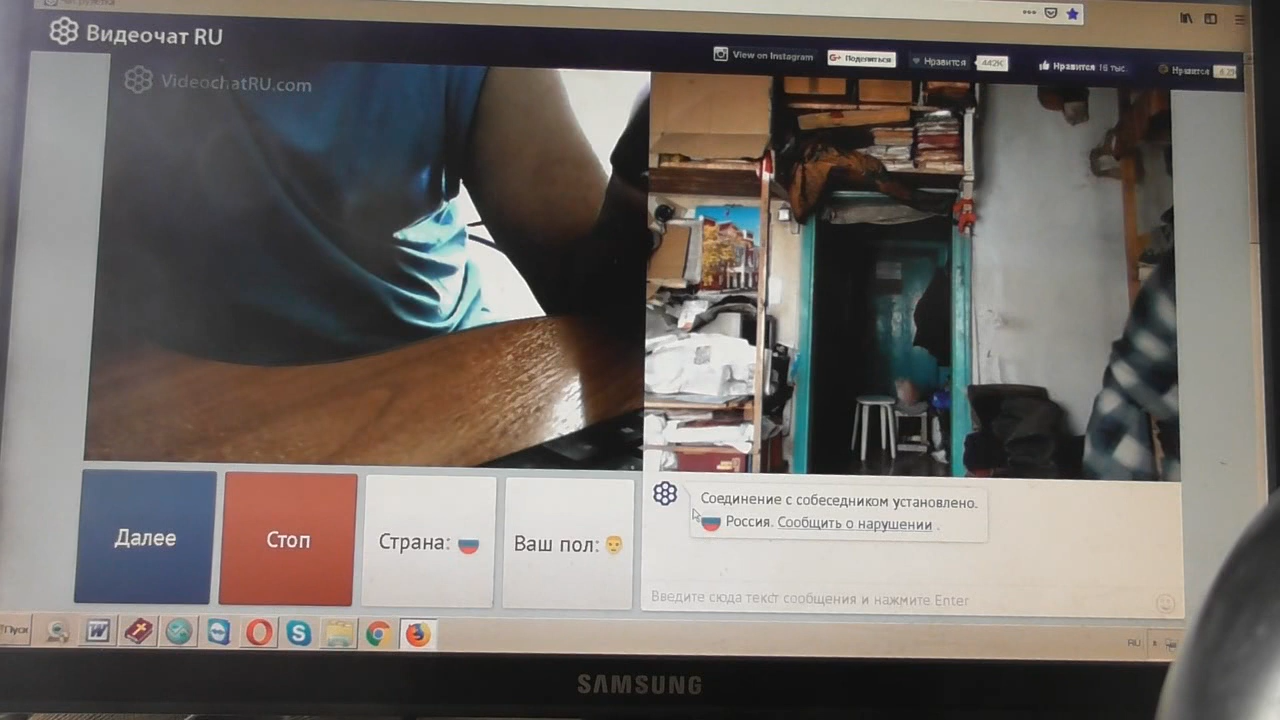 Видеочат RU
View on Instagram
Поделиться
Нравится 442K
Нравится 16 тыс.
Нравится
VideochatRU.com
Далее
Стоп
Страна:
Ваш пол:
Соединение с собеседником установлено.
Россия. Сообщить о нарушении .
Введите сюда текст сообщения и нажмите Enter
Пуск
RU
SAMSUNG